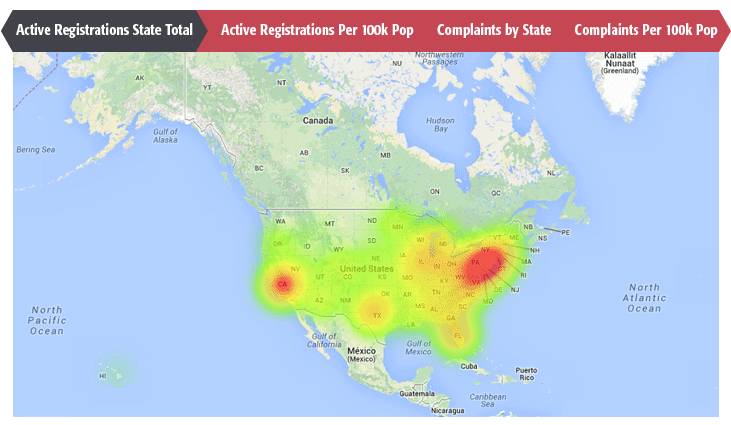 Active Registrations State Total
Active Registrations Per 100k Pop
Complaints by State
Complaints Per 100k Pop
Kalaallit
Nunaat
(Greenland)
Northwestern
Passages
NU
AK
YT
NT
Canada
Hudson
Bay
Gulf of
Alaska
Bering Sea
AB
MB
BC
SK
NL
ON
QC
WA
MT
ND
MN
NB
PE
NS
OR
ID
WY
SD
WI
MI
VT
ME
NY
NH
NV
UT
United States
NE
IA
IL
IN
OH
PA
MA
RI
CT
NJ
CA
CO
KS
MO
KY
WV
DE
MD
AZ
NM
OK
AR
TN
NC
SC
TX
LA
MS
AL
GA
FL
North
Pacific
Ocean
North
Atlantic
Ocean
Gulf of
California
México
(Mexico)
Gulf of
Mexico
HI
Cuba
Puerto
Rico
Caribbean
Sea
Guatemala
Nicaragua